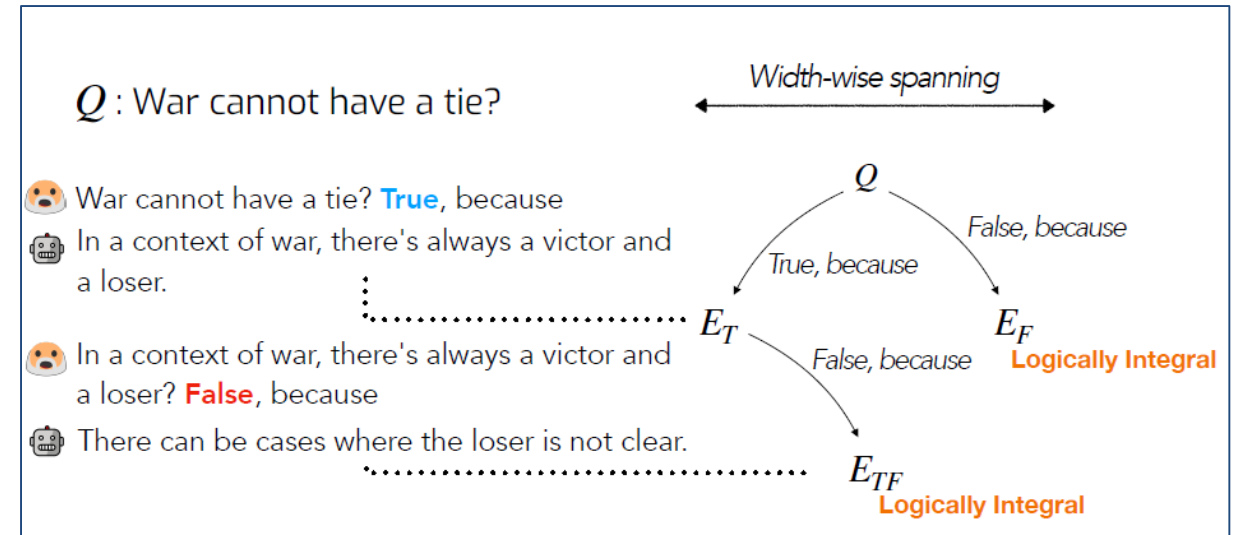 Q : War cannot have a tie?
War cannot have a tie? True, because
In a context of war, there's always a victor and
a loser.
In a context of war, there's always a victor and
a loser? False, because
There can be cases where the loser is not clear.
Width-wise spanning
Q
True, because
False, because
E_T
E_F
Logically Integral
False, because
E_TF
Logically Integral